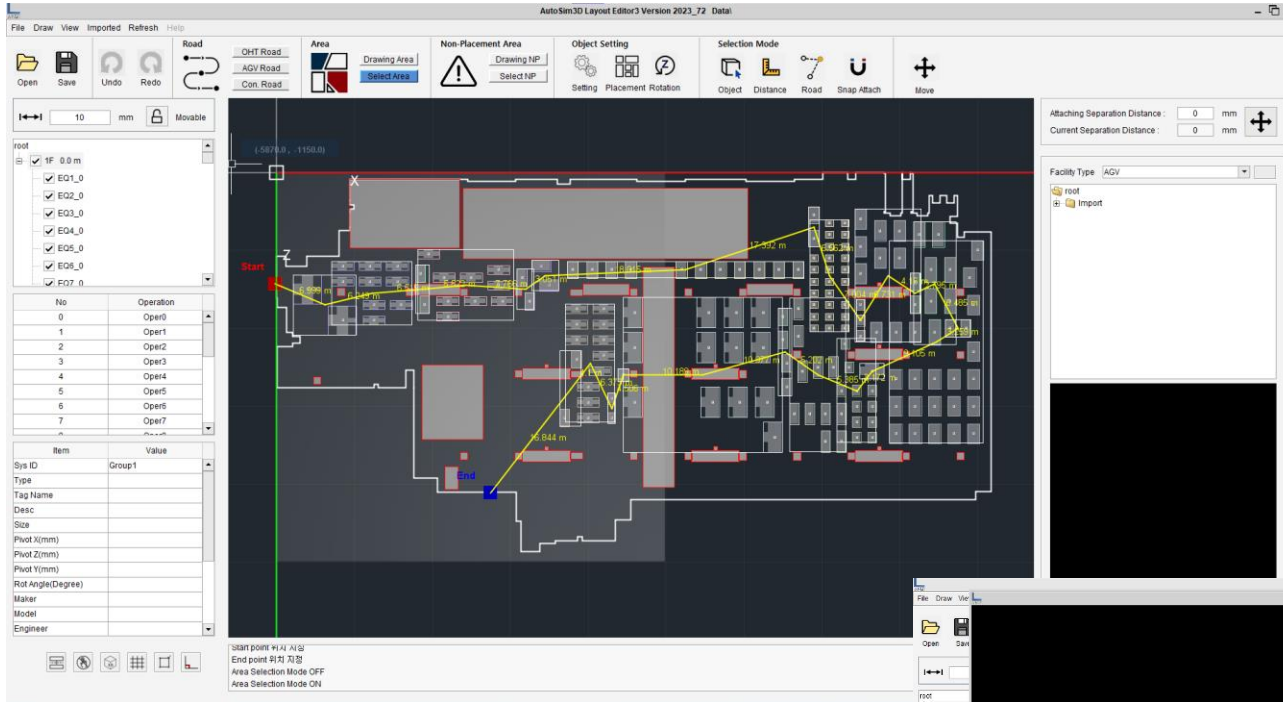 AutoSim3D Layout Editor3 Version 2023_72 Data\
File Draw View Imported Refresh Help
Open Save Undo Redo
Road
OHT Road
AGV Road
Con. Road
Area
Drawing Area
Select Area
Non-Placement Area
Drawing NP
Select NP
Object Setting
Setting Placement Rotation
Selection Mode
Object Distance Road Snap Attach
Move
10 mm Movable
root
1F 0.0 m
EQ1_0
EQ2_0
EQ3_0
EQ4_0
EQ5_0
EQ6_0
EQ7_0
No Operation
0 Oper0
1 Oper1
2 Oper2
3 Oper3
4 Oper4
5 Oper5
6 Oper6
7 Oper7
Item Value
Sys ID Group1
Type
Tag Name
Desc
Size
Pivot X(mm)
Pivot Z(mm)
Pivot Y(mm)
Rot Angle(Degree)
Maker
Model
Engineer
(-5870.0 , -1150.0)
X
Z
Start
17.392 m
10.189 m
16.844 m
End
Start point 위치 지정
End point 위치 지정
Area Selection Mode OFF
Area Selection Mode ON
Attaching Separation Distance : 0 mm
Current Separation Distance : 0 mm
Facility Type AGV
root
Import
File Draw
Open
root